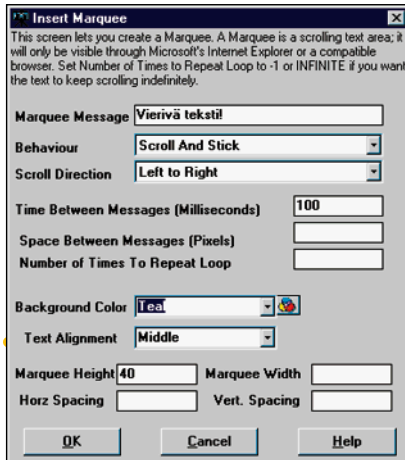 Insert Marquee
This screen lets you create a Marquee. A Marquee is a scrolling text area; it
will only be visible through Microsoft's Internet Explorer or a compatible
browser. Set Number of Times to Repeat Loop to -1 or INFINITE if you want
the text to keep scrolling indefinitely.
Marquee Message Vierivä teksti!
Behaviour Scroll And Stick
Scroll Direction Left to Right
Time Between Messages (Milliseconds) 100
Space Between Messages (Pixels)
Number of Times To Repeat Loop
Background Color Teal
Text Alignment Middle
Marquee Height 40 Marquee Width
Horz Spacing Vert. Spacing
OK Cancel Help